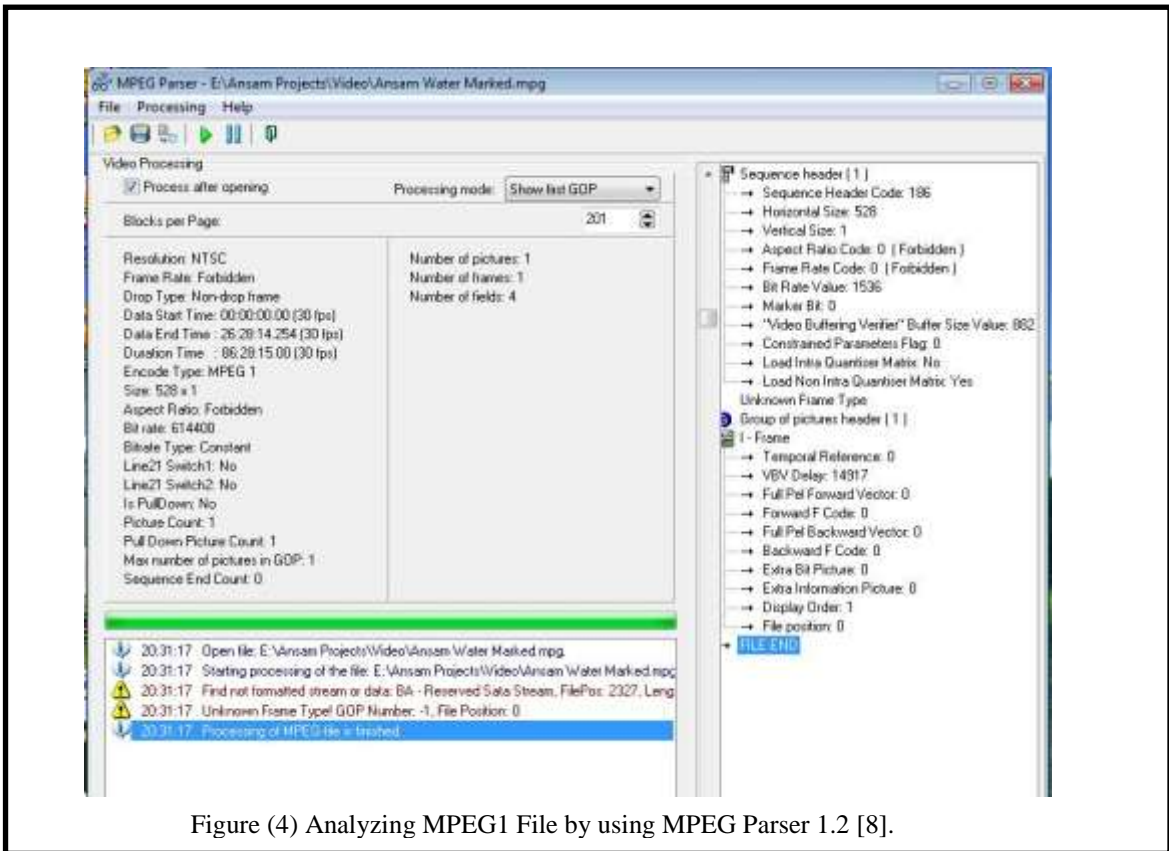 MPEG Parser - E:\Ansam Projects\Video\Ansam Water Marked.mpg
File Processing Help
Video Processing
Process after opening
Processing mode: Show last GOP
Blocks per Page:
201
Resolution: NTSC
Frame Rate: Forbidden
Drop Type: Non-drop frame
Data Start Time: 00:00:00.00 (30 fps)
Data End Time : 26:28:14.254 (30 fps)
Duration Time : 86:28:15.00 (30 fps)
Encode Type: MPEG 1
Size: 528 x 1
Aspect Ratio: Forbidden
Bit rate: 614400
Bitrate Type: Constant
Line21 Switch1: No
Line21 Switch2: No
Is PullDown: No
Picture Count: 1
Pull Down Picture Count: 1
Max number of pictures in GOP: 1
Sequence End Count: 0
Number of pictures: 1
Number of frames: 1
Number of fields: 4
20:31:17 Open file: E:\Ansam Projects\Video\Ansam Water Marked.mpg.
20:31:17 Starting processing of the file: E:\Ansam Projects\Video\Ansam Water Marked.mpg
20:31:17 Find not formatted stream or data: BA - Reserved Sata Stream, FilePos: 2327, Leng
20:31:17 Unknown Frame Type! GOP Number: -1, File Position: 0
20:31:17 Processing of MPEG file is finished.
Sequence header [ 1 ]
Sequence Header Code: 186
Horizontal Size: 528
Vertical Size: 1
Aspect Ratio Code: 0 ( Forbidden )
Frame Rate Code: 0 ( Forbidden )
Bit Rate Value: 1536
Marker Bit: 0
"Video Buffering Verifier" Buffer Size Value: 882
Constrained Parameters Flag: 0
Load Intra Quantiser Matrix: No
Load Non Intra Quantiser Matrix: Yes
Unknown Frame Type
Group of pictures header [ 1 ]
I - Frame
Temporal Reference: 0
VBV Delay: 14917
Full Pel Forward Vector: 0
Forward F Code: 0
Full Pel Backward Vector: 0
Backward F Code: 0
Extra Bit Picture: 0
Extra Information Picture: 0
Display Order: 1
File position: 0
FILE END
Figure (4) Analyzing MPEG1 File by using MPEG Parser 1.2 [8].